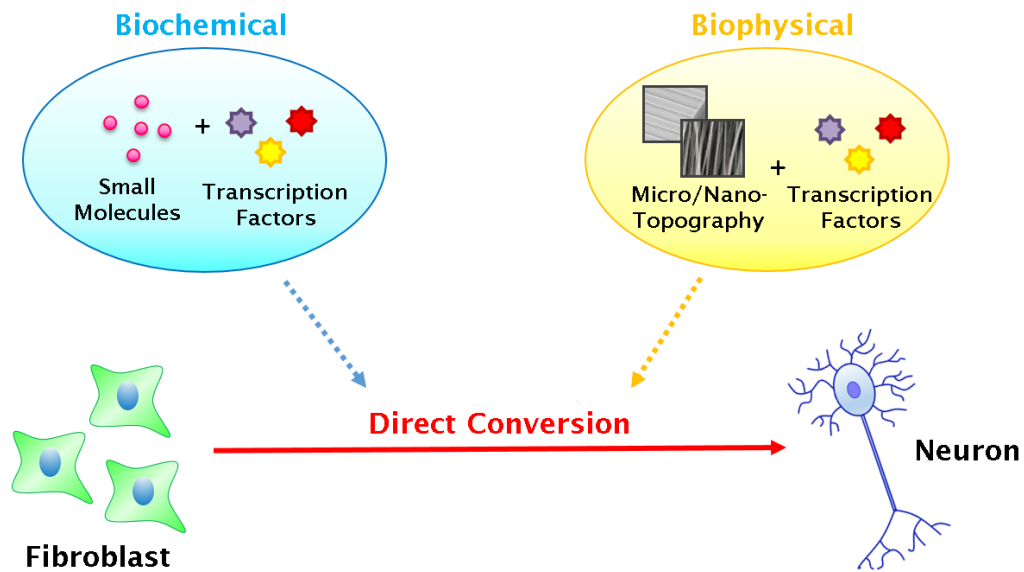 Biochemical
Biophysical
+
Small
Molecules
Transcription
Factors
+
Micro/Nano-
Topography
Transcription
Factors
Direct Conversion
Fibroblast
Neuron